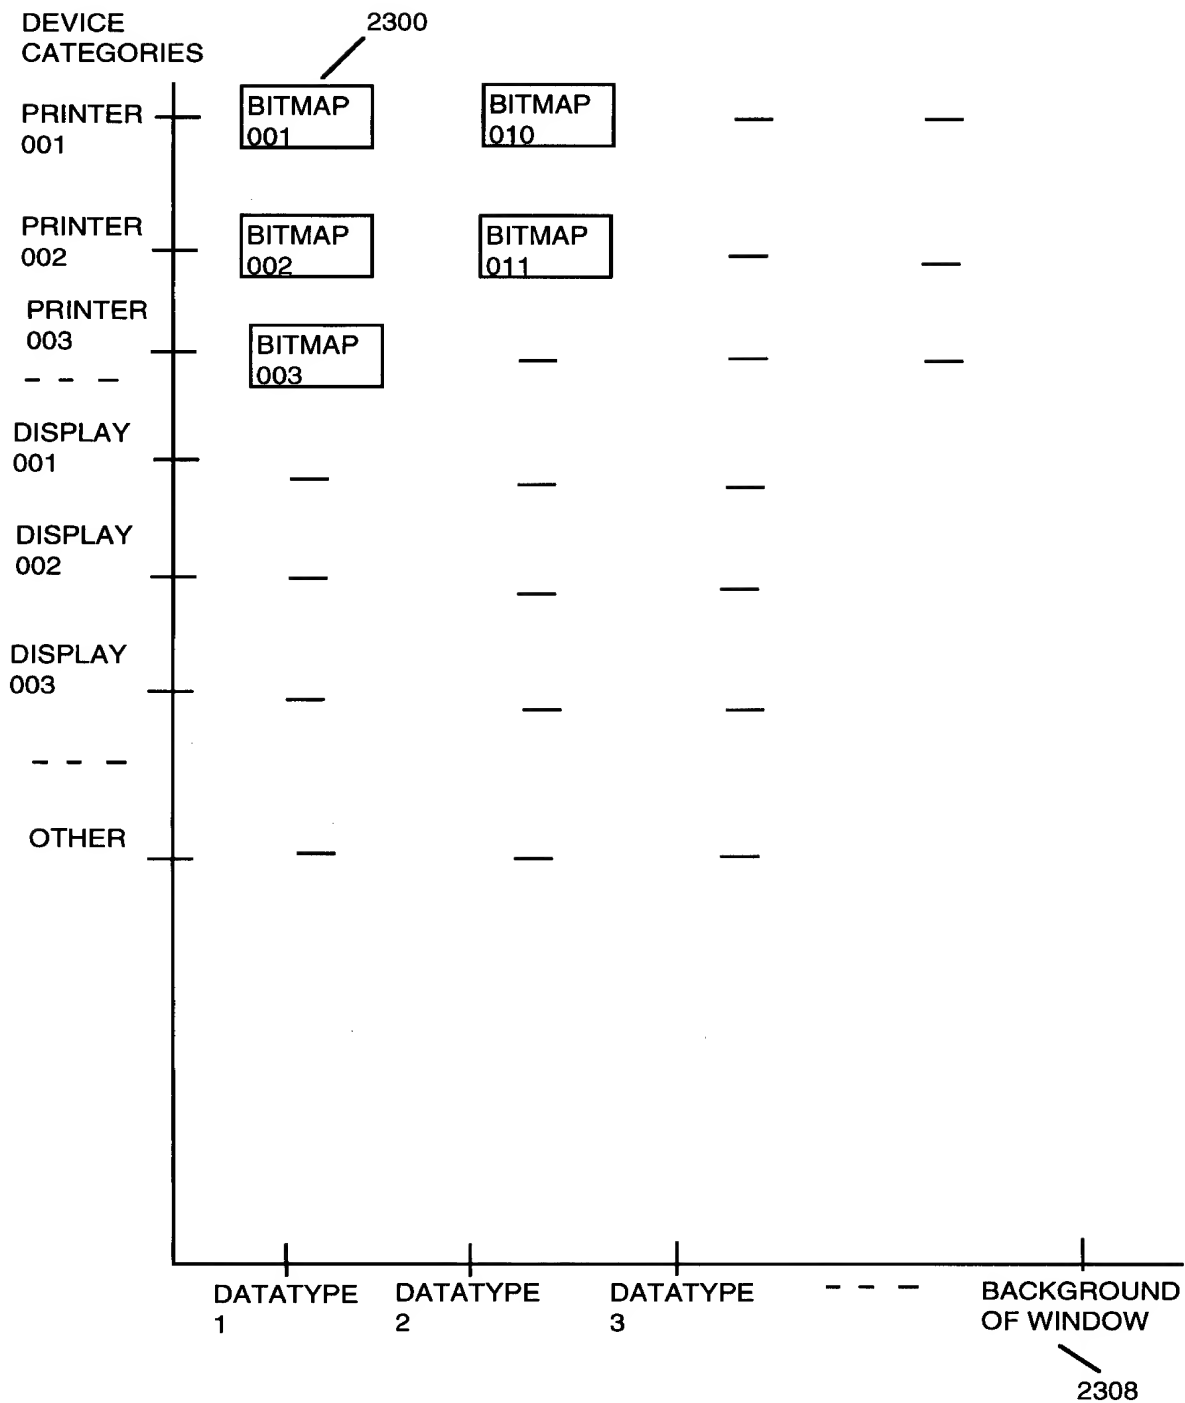 DEVICE
CATEGORIES
2300
PRINTER
001
BITMAP
001
BITMAP
010
PRINTER
002
BITMAP
002
BITMAP
011
PRINTER
003
BITMAP
003
DISPLAY
001
DISPLAY
002
DISPLAY
003
OTHER
DATATYPE
1
DATATYPE
2
DATATYPE
3
BACKGROUND
OF WINDOW
2308